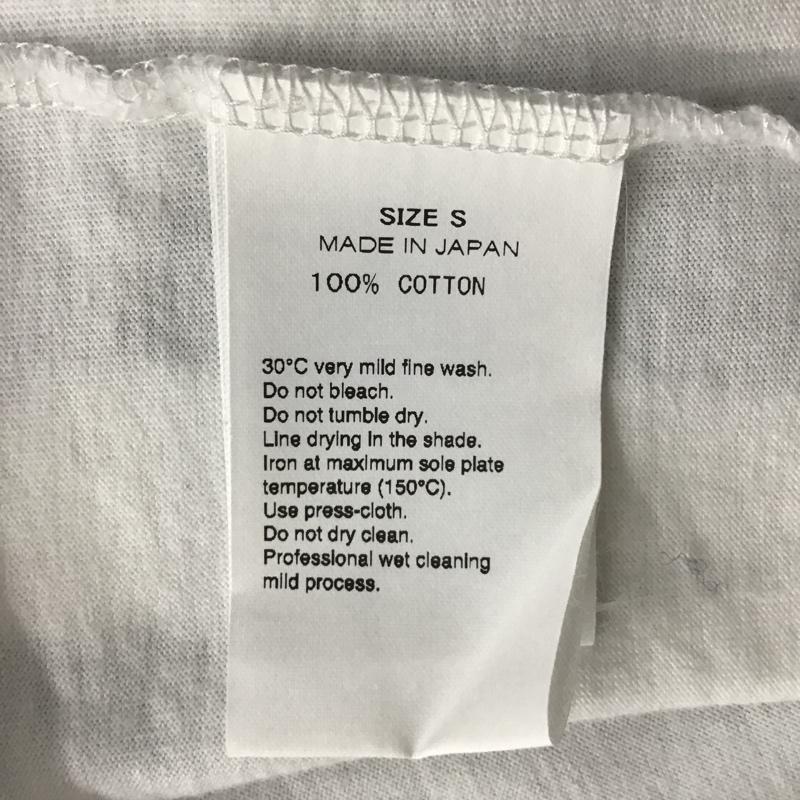 SIZE S
MADE IN JAPAN
100% COTTON
30°C very mild fine wash.
Do not bleach.
Do not tumble dry.
Line drying in the shade.
Iron at maximum sole plate
temperature (150°C).
Use press-cloth.
Do not dry clean.
Professional wet cleaning
mild process.